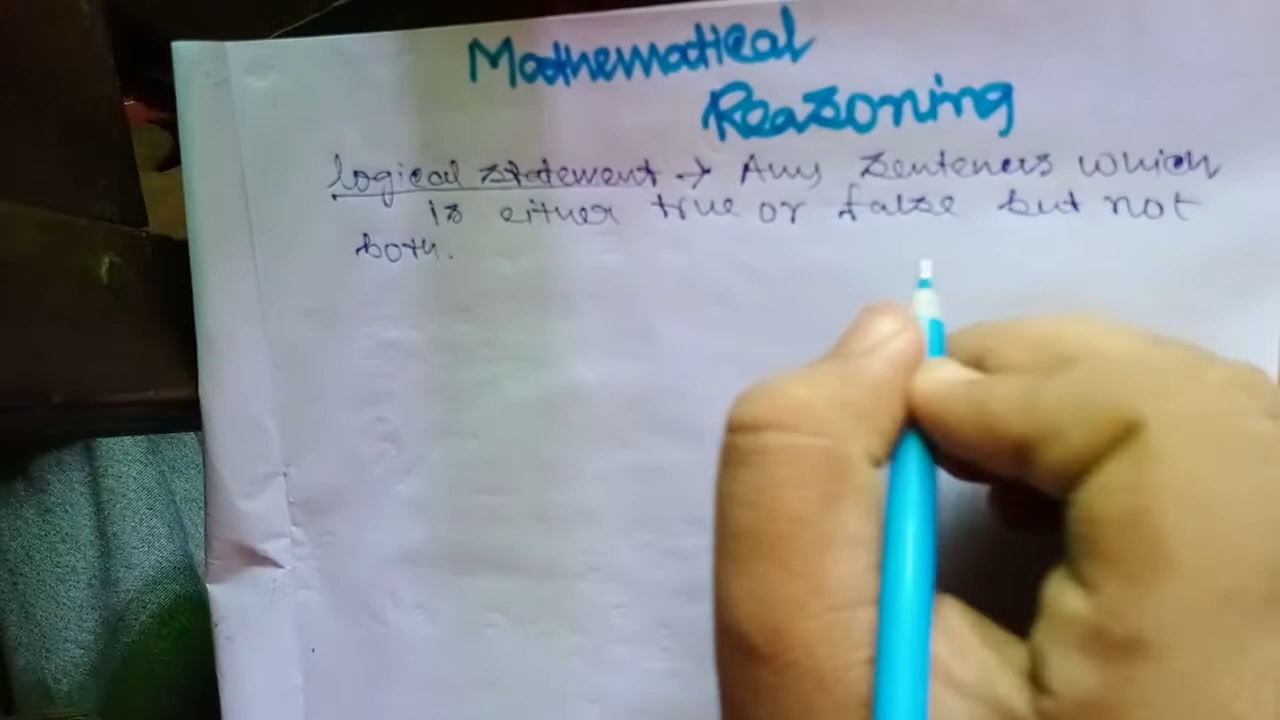 Mathematical
Reasoning
Logical statement → Any sentences which
is either true or false but not
both.